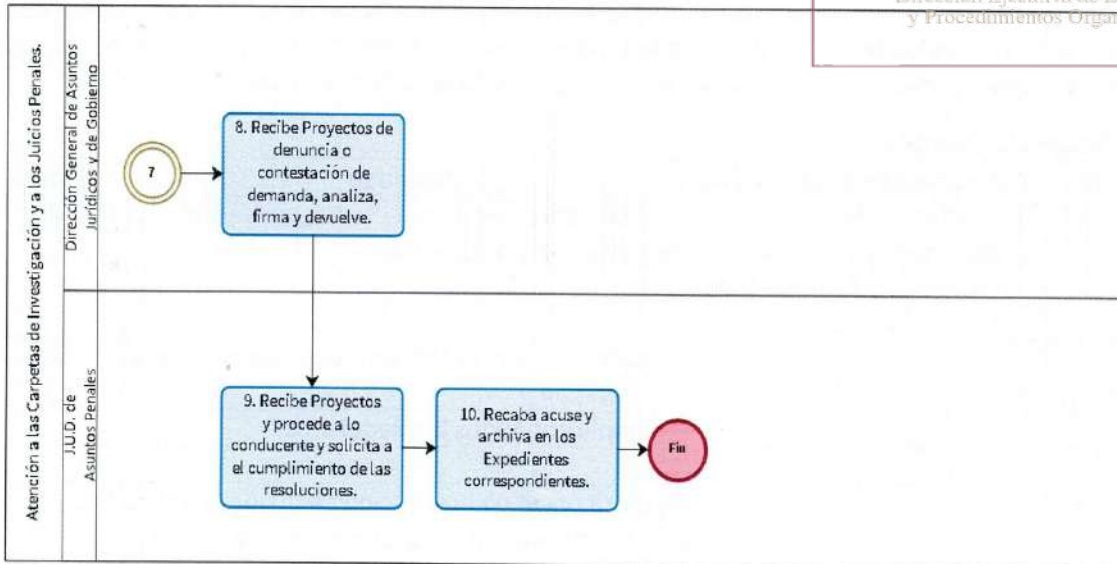 y Procedimientos Organ
Atención a las Carpetas de Investigación y a los Juicios Penales.
Dirección General de Asuntos
Jurídicos y de Gobierno
7
8. Recibe Proyectos de
denuncia o
contestación de
demanda, analiza,
firma y devuelve.
J.U.D. de
Asuntos Penales
9. Recibe Proyectos
y procede a lo
conducente y solicita a
el cumplimiento de las
resoluciones.
10. Recaba acuse y
archiva en los
Expedientes
correspondientes.
Fin